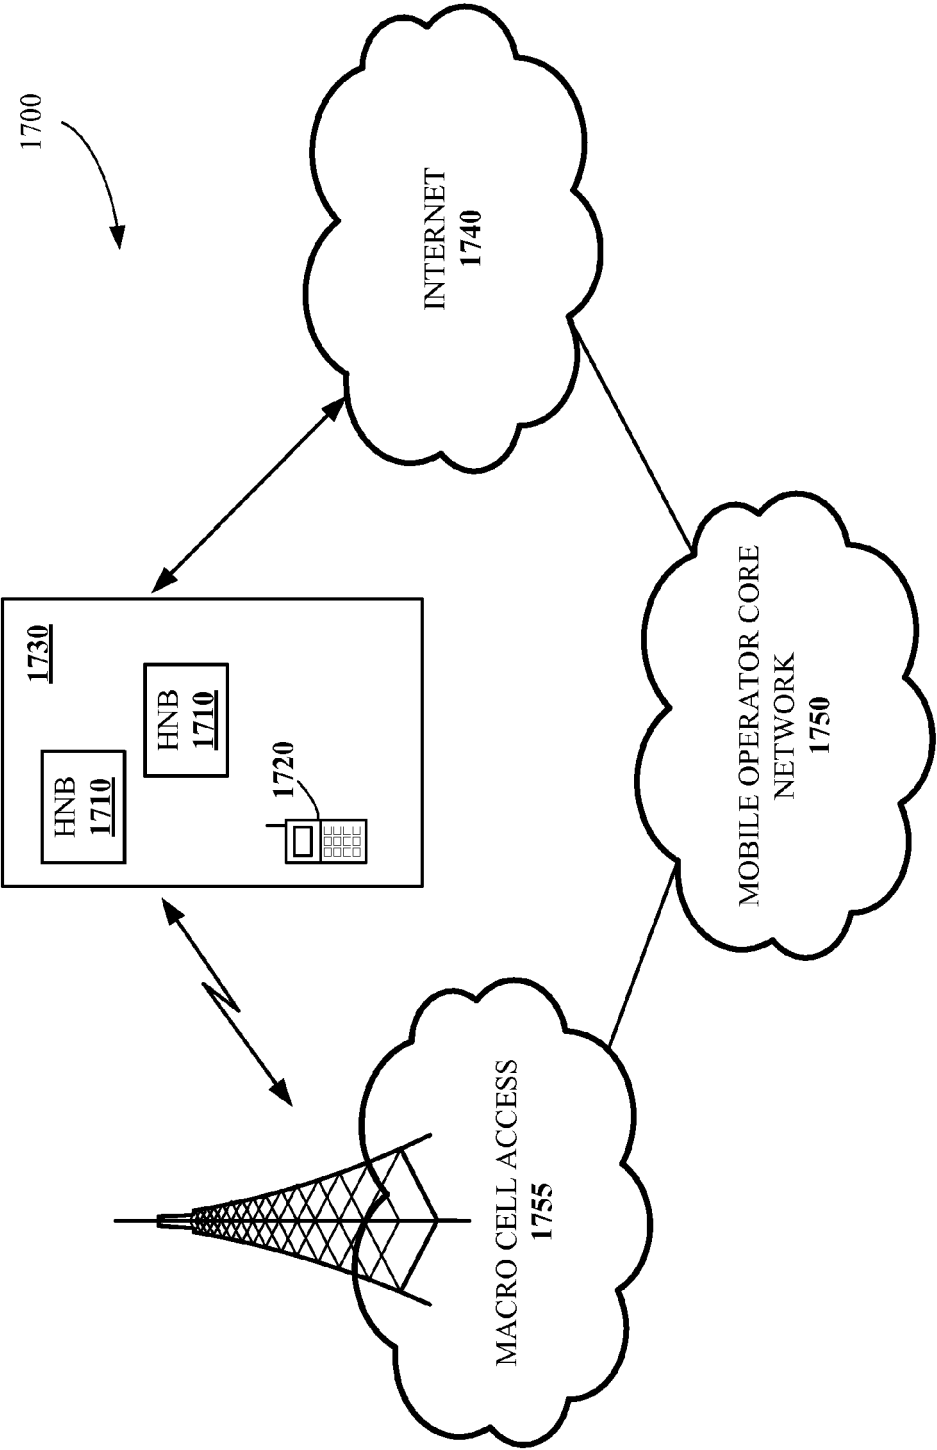 1700
1730
HNB
1710
HNB
1710
1720
INTERNET
1740
MACRO CELL ACCESS
1755
MOBILE OPERATOR CORE
NETWORK
1750